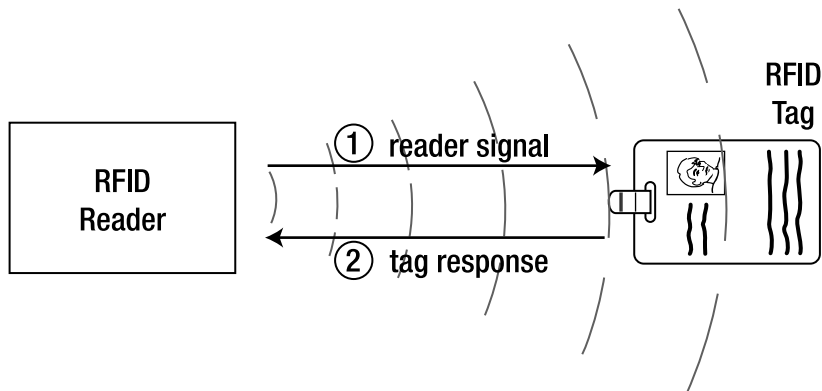 RFID
Reader
1 reader signal
2 tag response
RFID
Tag